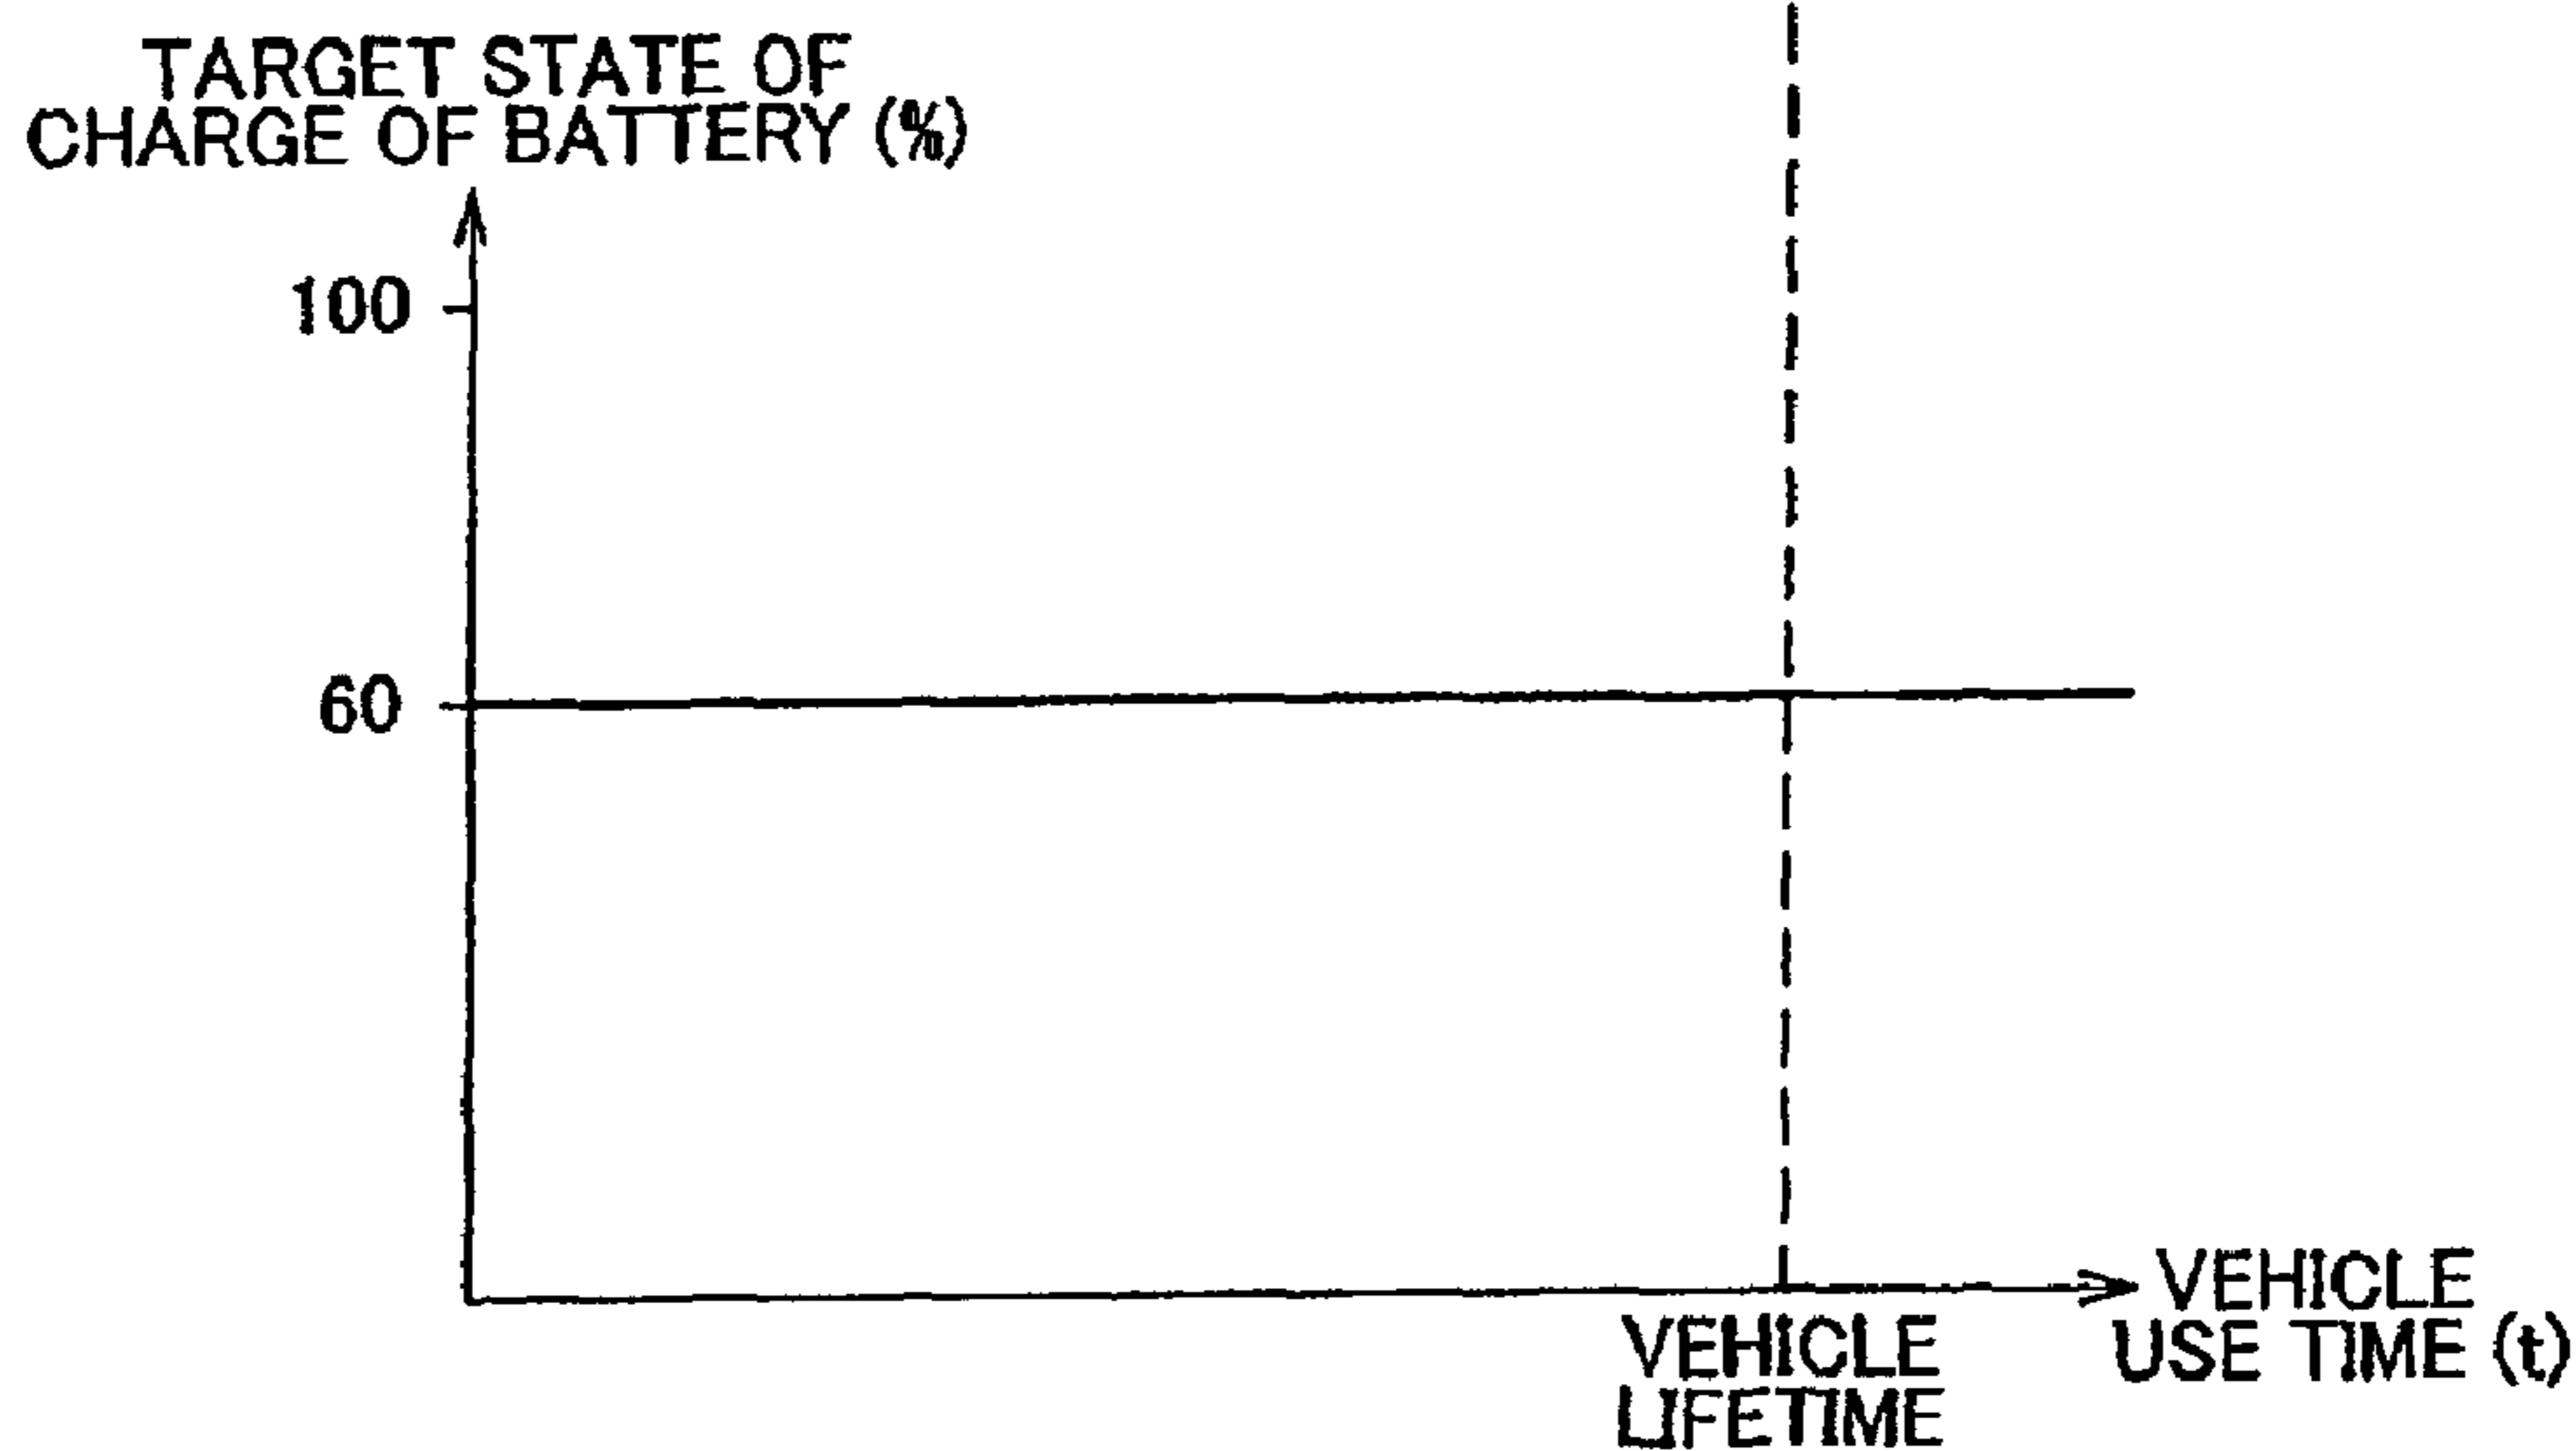 TARGET STATE OF
CHARGE OF BATTERY (%)
100
60
VEHICLE
USE TIME (t)
VEHICLE
LIFETIME